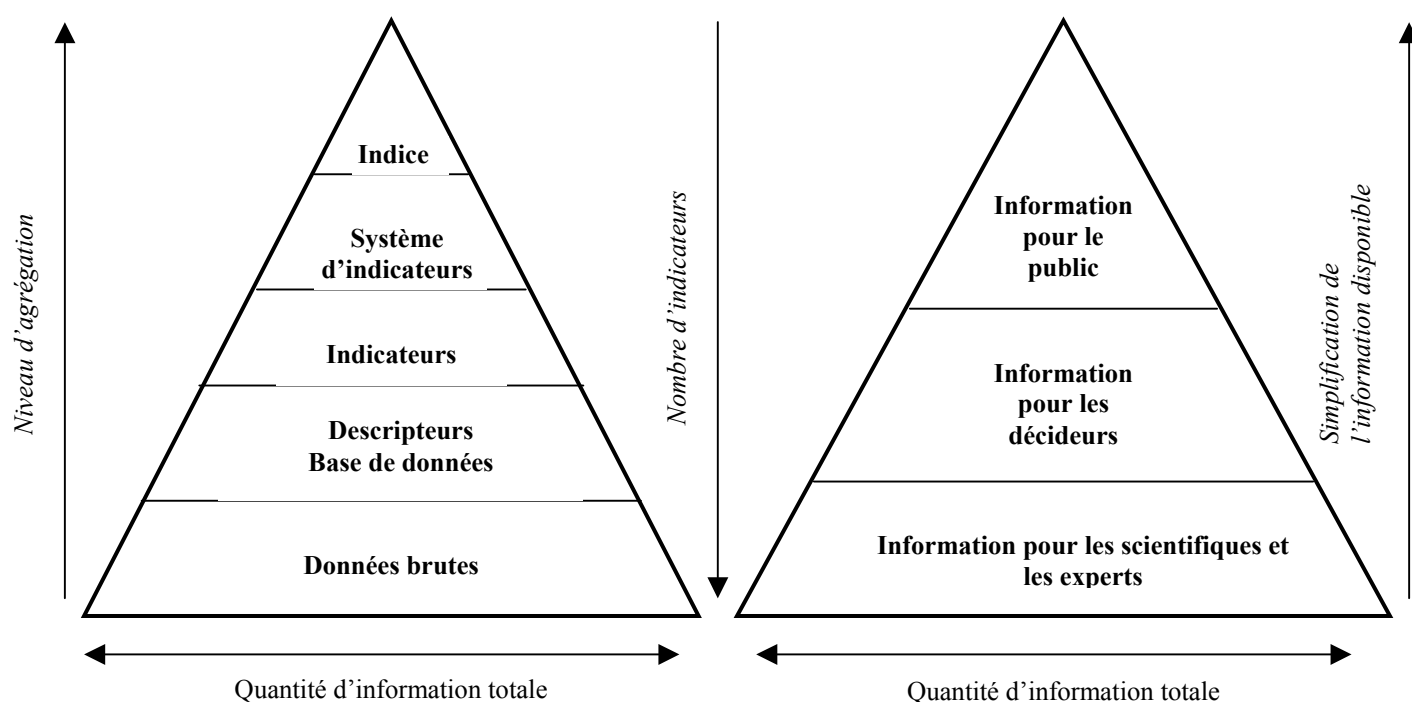 Niveau d'agrégation
Indice
Système
d'indicateurs
Indicateurs
Descripteurs
Base de données
Données brutes
Quantité d'information totale
Nombre d'indicateurs
Information
pour le
public
Information
pour les
décideurs
Information pour les scientifiques et
les experts
Quantité d'information totale
Simplification de
l'information disponible